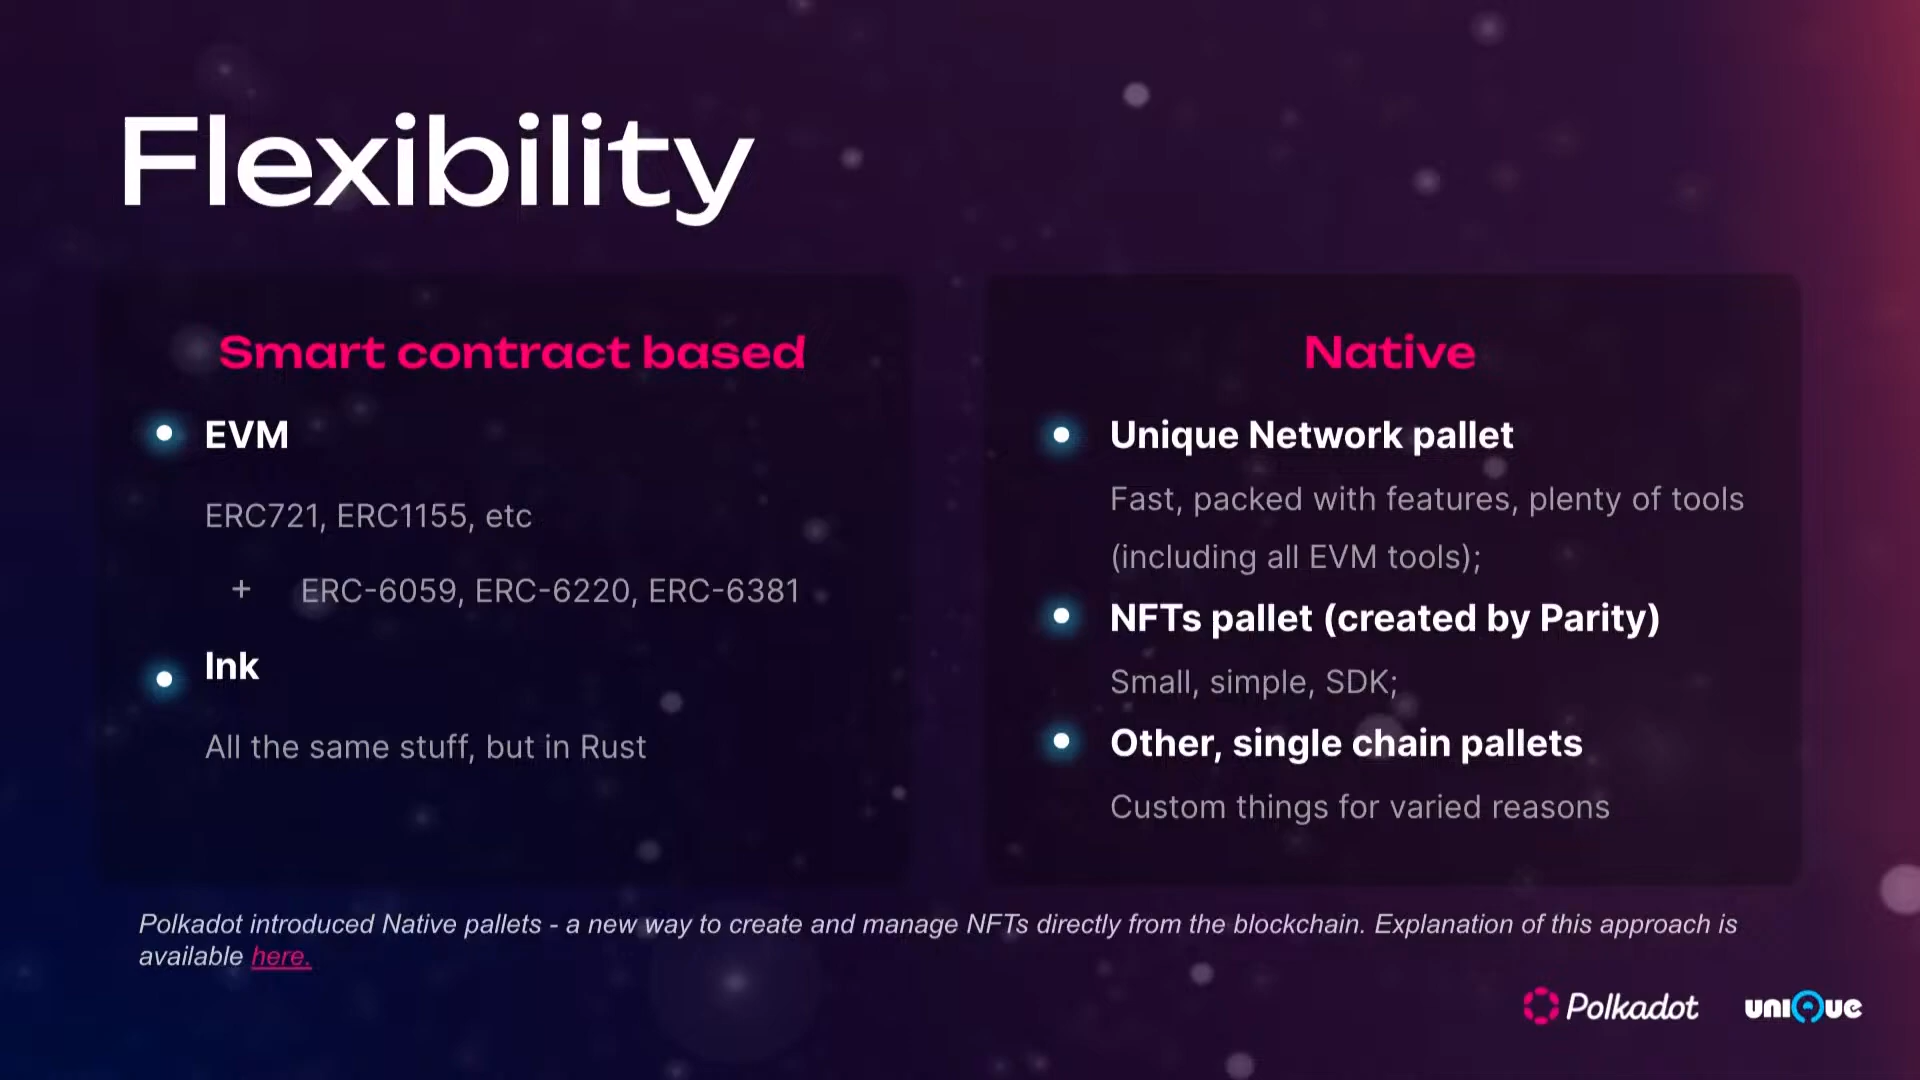 Flexibility
Smart contract based
EVM
ERC721, ERC1155, etc
+ ERC-6059, ERC-6220, ERC-6381
Ink
All the same stuff, but in Rust
Native
Unique Network pallet
Fast, packed with features, plenty of tools
(including all EVM tools);
NFTs pallet (created by Parity)
Small, simple, SDK;
Other, single chain pallets
Custom things for varied reasons
Polkadot introduced Native pallets - a new way to create and manage NFTs directly from the blockchain. Explanation of this approach is
available here.
Polkadot
uniQue